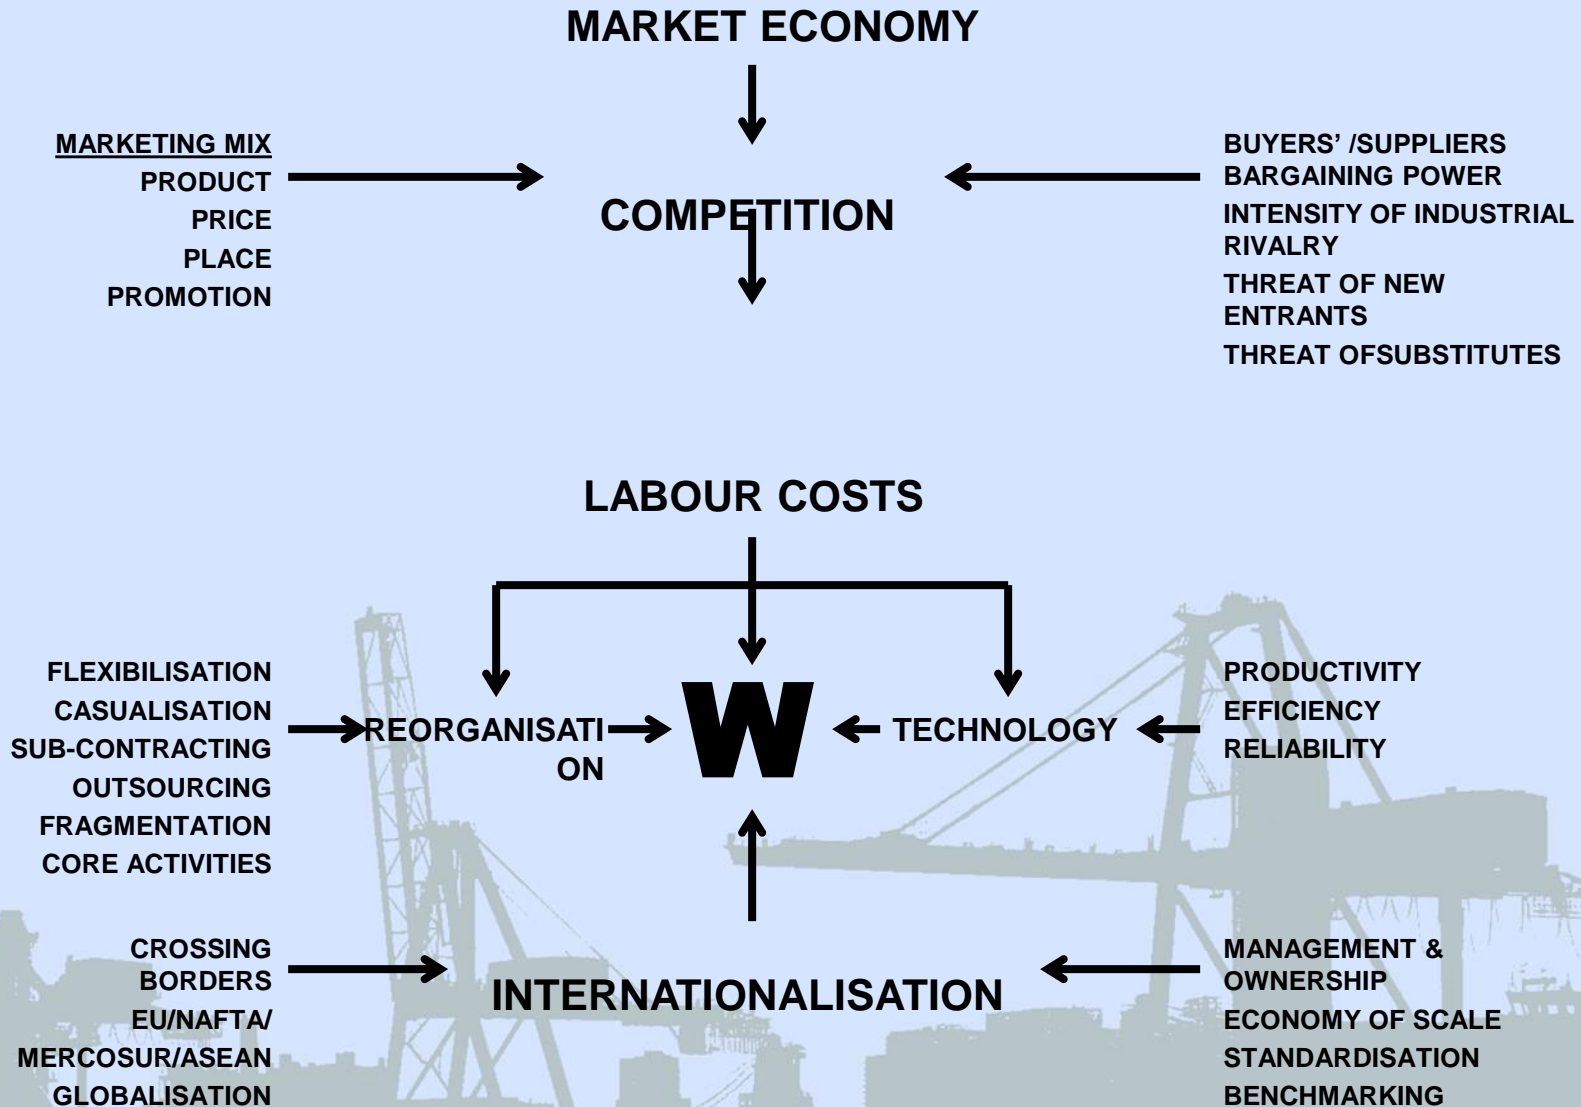 MARKET ECONOMY
MARKETING MIX
PRODUCT
PRICE
PLACE
PROMOTION
COMPETITION
BUYERS’ /SUPPLIERS
BARGAINING POWER
INTENSITY OF INDUSTRIAL
RIVALRY
THREAT OF NEW
ENTRANTS
THREAT OFSUBSTITUTES
LABOUR COSTS
FLEXIBILISATION
CASUALISATION
SUB-CONTRACTING
OUTSOURCING
FRAGMENTATION
CORE ACTIVITIES
REORGANISATI
ON
W
TECHNOLOGY
PRODUCTIVITY
EFFICIENCY
RELIABILITY
CROSSING
BORDERS
EU/NAFTA/
MERCOSUR/ASEAN
GLOBALISATION
INTERNATIONALISATION
MANAGEMENT &
OWNERSHIP
ECONOMY OF SCALE
STANDARDISATION
BENCHMARKING